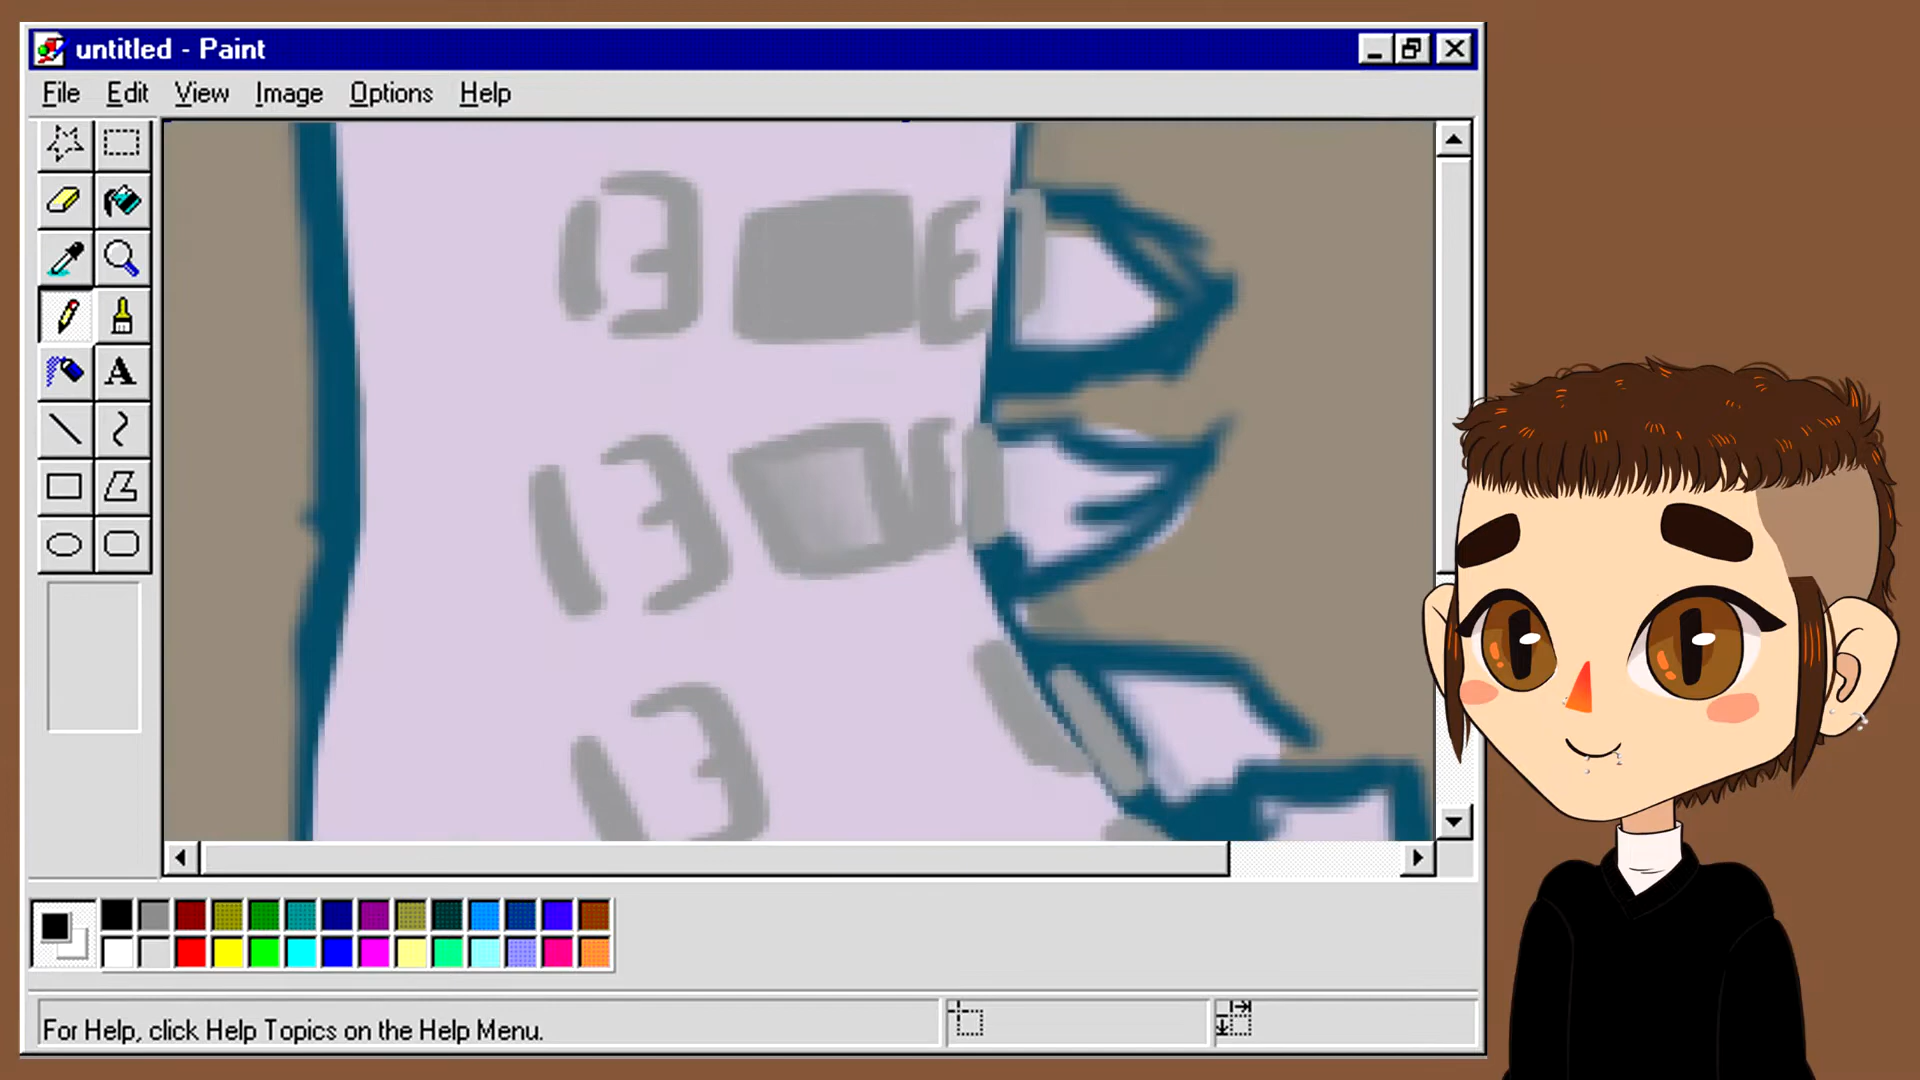 untitled - Paint
File Edit View Image Options Help
A
For Help, click Help Topics on the Help Menu.